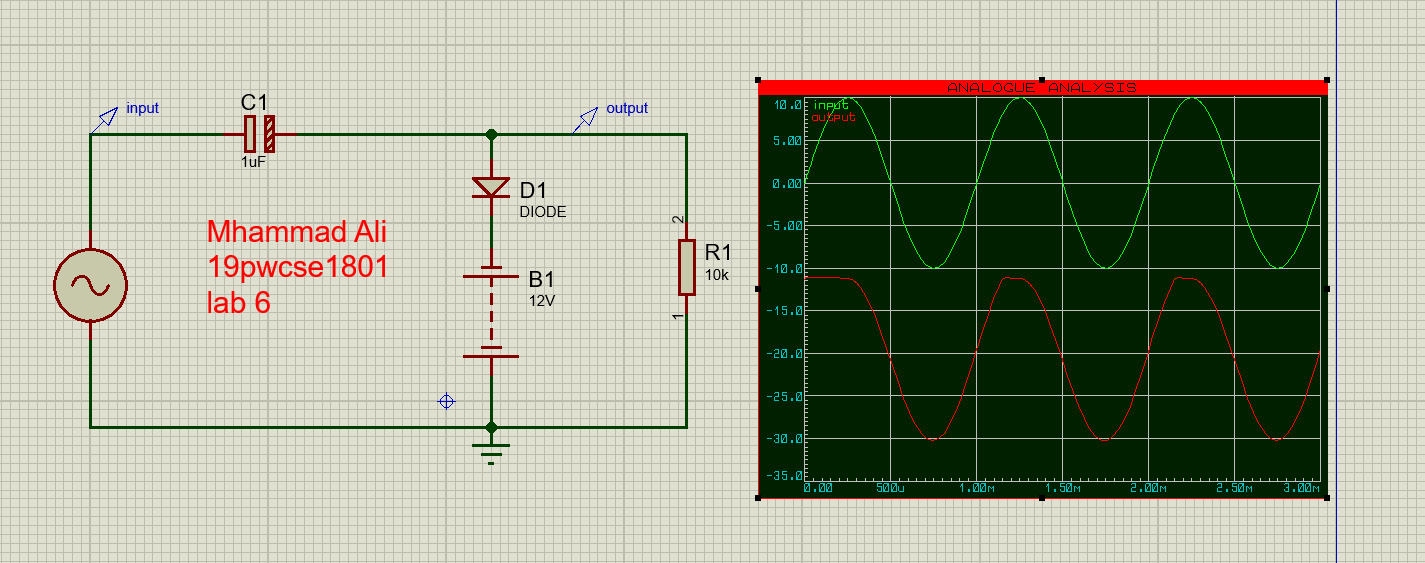 input
C1
1uF
output
D1
DIODE
Mhammad Ali
19pwcse1801
lab 6
B1
12V
2
R1
10k
1
ANALOGUE ANALYSIS
input
output
10.0
5.00
0.00
-5.00
-10.0
-15.0
-20.0
-25.0
-30.0
-35.0
0.00 500u 1.00m 1.50m 2.00m 2.50m 3.00m